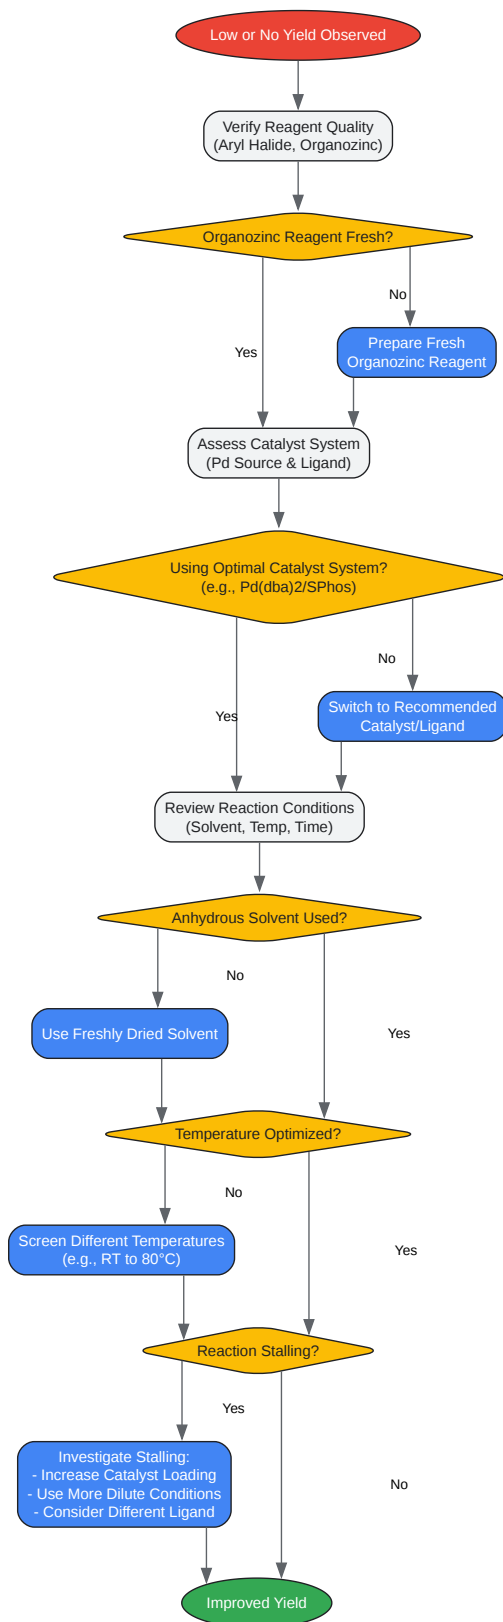 Low or No Yield Observed
Verify Reagent Quality
(Aryl Halide, Organozinc)
Organozinc Reagent Fresh?
No
Yes
Prepare Fresh
Organozinc Reagent
Assess Catalyst System
(Pd Source & Ligand)
Using Optimal Catalyst System?
(e.g., Pd(dba)2/SPhos)
No
Yes
Switch to Recommended
Catalyst/Ligand
Review Reaction Conditions
(Solvent, Temp, Time)
Anhydrous Solvent Used?
No
Yes
Use Freshly Dried Solvent
Temperature Optimized?
No
Yes
Screen Different Temperatures
(e.g., RT to 80°C)
Reaction Stalling?
Yes
No
Investigate Stalling:
- Increase Catalyst Loading
- Use More Dilute Conditions
- Consider Different Ligand
Improved Yield